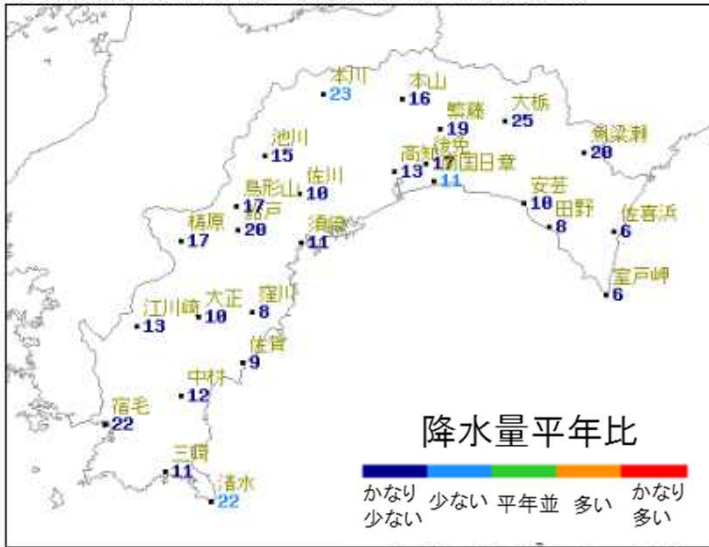 本川
23
本山
16
繁藤
19
大栃
25
魚梁瀬
20
池川
15
佐川
10
高知
13
後免
17
南国日章
11
安芸
10
田野
8
佐喜浜
6
室戸岬
6
鳥形山
17
船戸
20
梼原
17
須崎
11
江川崎
13
大正
10
窪川
8
佐賀
9
中村
12
宿毛
22
三崎
11
清水
22
降水量平年比
かなり
少ない
少ない
平年並
多い
かなり
多い